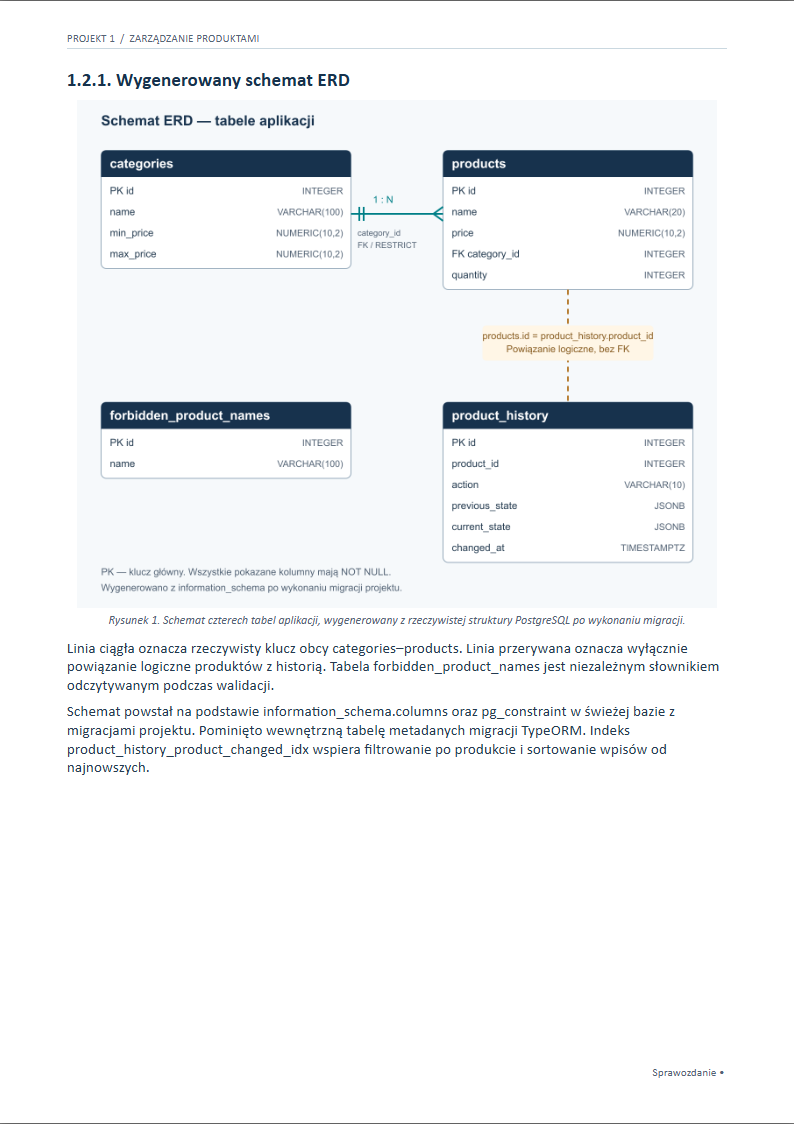 PROJEKT 1 / ZARZĄDZANIE PRODUKTAMI
1.2.1. Wygenerowany schemat ERD
Schemat ERD — tabele aplikacji
categories
PK id INTEGER
name VARCHAR(100)
min_price NUMERIC(10,2)
max_price NUMERIC(10,2)
1 : N
category_id
FK / RESTRICT
products
PK id INTEGER
name VARCHAR(20)
price NUMERIC(10,2)
FK category_id INTEGER
quantity INTEGER
products.id = product_history.product_id
Powiązanie logiczne, bez FK
forbidden_product_names
PK id INTEGER
name VARCHAR(100)
product_history
PK id INTEGER
product_id INTEGER
action VARCHAR(10)
previous_state JSONB
current_state JSONB
changed_at TIMESTAMPTZ
PK — klucz główny. Wszystkie pokazane kolumny mają NOT NULL.
Wygenerowano z information_schema po wykonaniu migracji projektu.
Rysunek 1. Schemat czterech tabel aplikacji, wygenerowany z rzeczywistej struktury PostgreSQL po wykonaniu migracji.
Linia ciągła oznacza rzeczywisty klucz obcy categories–products. Linia przerywana oznacza wyłącznie
powiązanie logiczne produktów z historią. Tabela forbidden_product_names jest niezależnym słownikiem
odczytywanym podczas walidacji.
Schemat powstał na podstawie information_schema.columns oraz pg_constraint w świeżej bazie z
migracjami projektu. Pominięto wewnętrzną tabelę metadanych migracji TypeORM. Indeks
product_history_product_changed_idx wspiera filtrowanie po produkcie i sortowanie wpisów od
najnowszych.
Sprawozdanie •